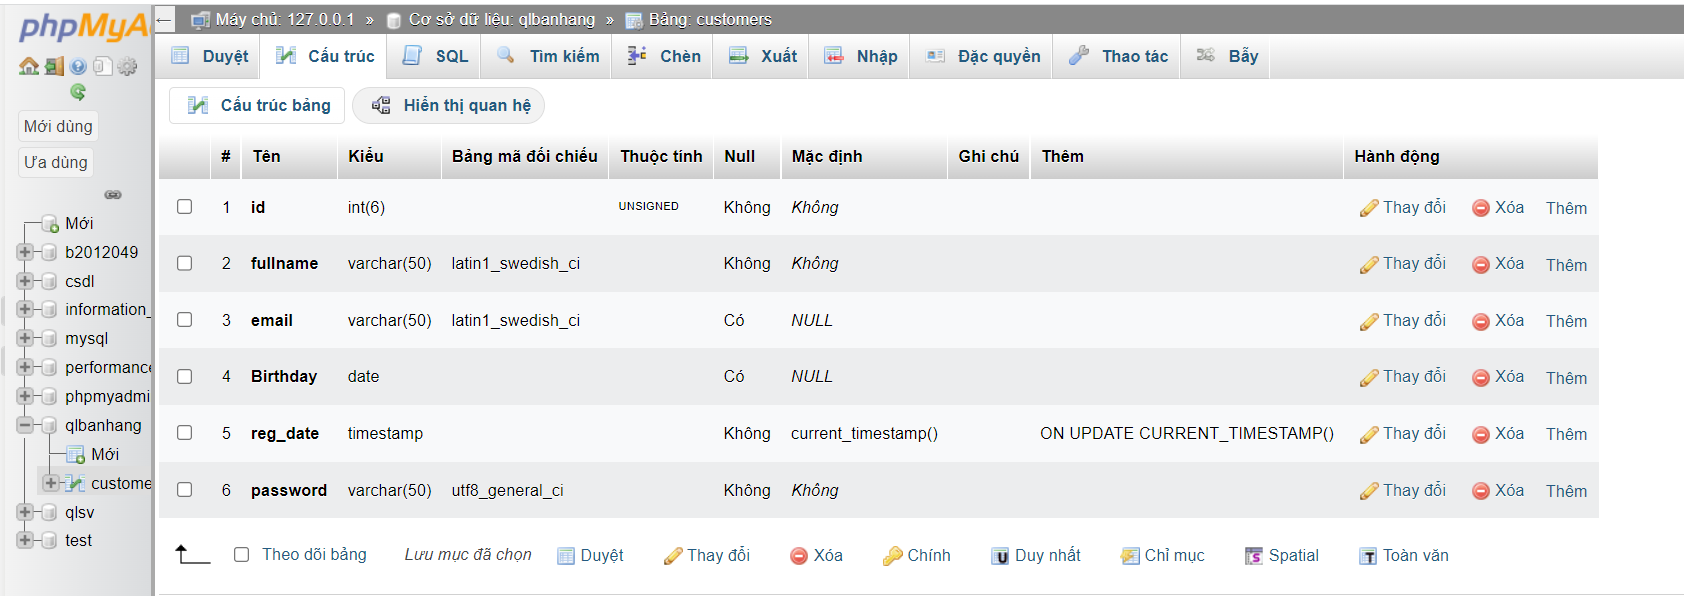 phpMyA
Mới dùng
Ưa dùng
Mới
b2012049
csdl
information_
mysql
performance
phpmyadmi
qlbanhang
Mới
custome
qlsv
test
← Máy chủ: 127.0.0.1 » Cơ sở dữ liệu: qlbanhang » Bảng: customers
Duyệt Cấu trúc SQL Tìm kiếm Chèn Xuất Nhập Đặc quyền Thao tác Bẫy
Cấu trúc bảng Hiển thị quan hệ
# Tên Kiểu Bảng mã đối chiếu Thuộc tính Null Mặc định Ghi chú Thêm Hành động
1 id int(6) UNSIGNED Không Không Thay đổi Xóa Thêm
2 fullname varchar(50) latin1_swedish_ci Không Không Thay đổi Xóa Thêm
3 email varchar(50) latin1_swedish_ci Có NULL Thay đổi Xóa Thêm
4 Birthday date Có NULL Thay đổi Xóa Thêm
5 reg_date timestamp Không current_timestamp() ON UPDATE CURRENT_TIMESTAMP() Thay đổi Xóa Thêm
6 password varchar(50) utf8_general_ci Không Không Thay đổi Xóa Thêm
Theo dõi bảng Lưu mục đã chọn Duyệt Thay đổi Xóa Chính U Duy nhất Chỉ mục S Spatial T Toàn văn